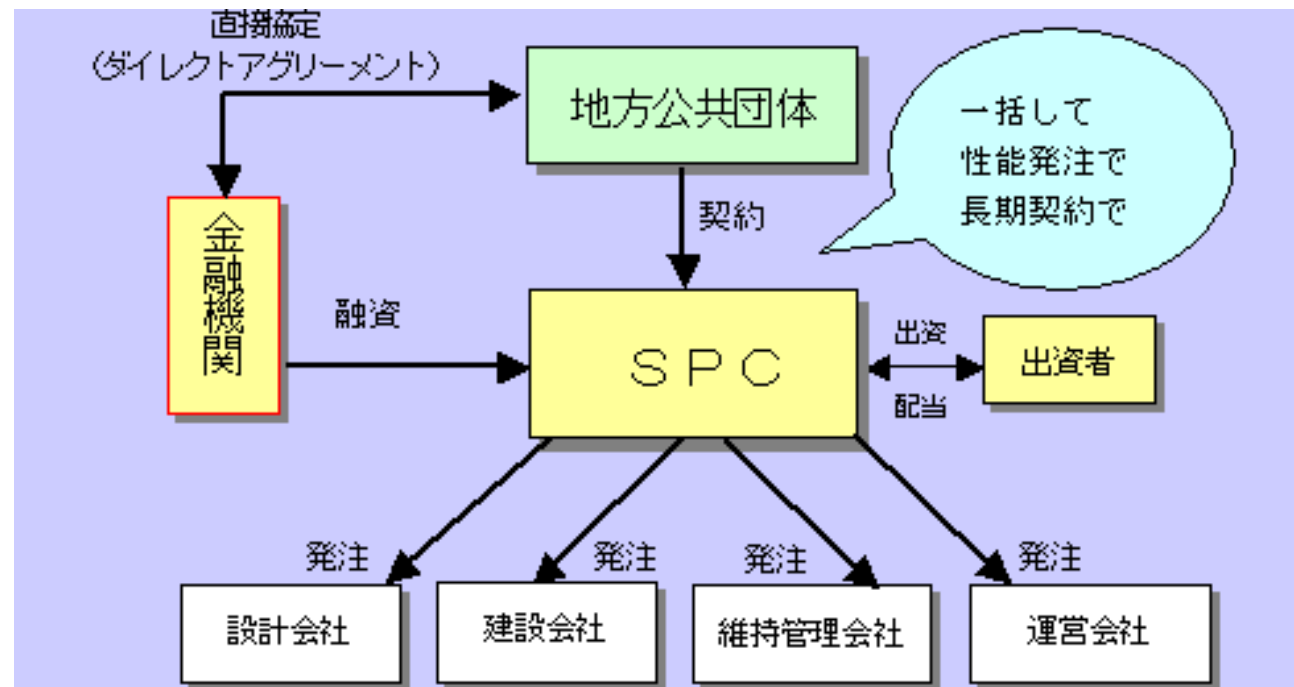 直接協定
(ダイレクトアグリーメント)
地方公共団体
一括して
性能発注で
長期契約で
契約
金融機関
融資
SPC
出資
配当
出資者
発注
発注
発注
発注
設計会社
建設会社
維持管理会社
運営会社